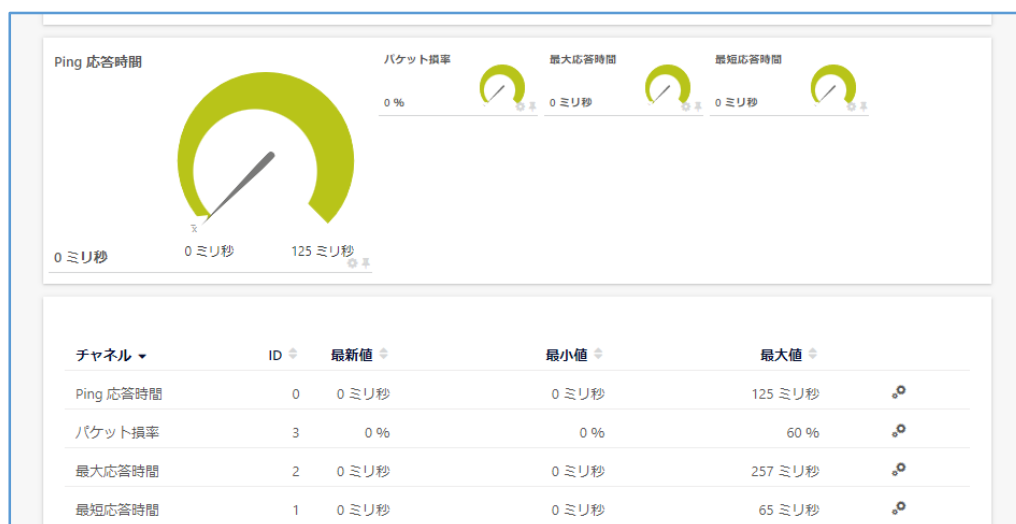 Ping 応答時間
0 ミリ秒
0 ミリ秒 125 ミリ秒
パケット損率
0 %
最大応答時間
0 ミリ秒
最短応答時間
0 ミリ秒
チャネル ID 最新値 最小値 最大値
Ping 応答時間 0 0 ミリ秒 0 ミリ秒 125 ミリ秒
パケット損率 3 0 % 0 % 60 %
最大応答時間 2 0 ミリ秒 0 ミリ秒 257 ミリ秒
最短応答時間 1 0 ミリ秒 0 ミリ秒 65 ミリ秒